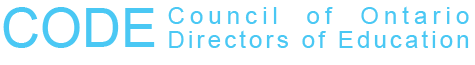 CODE
Council of Ontario
Directors of Education